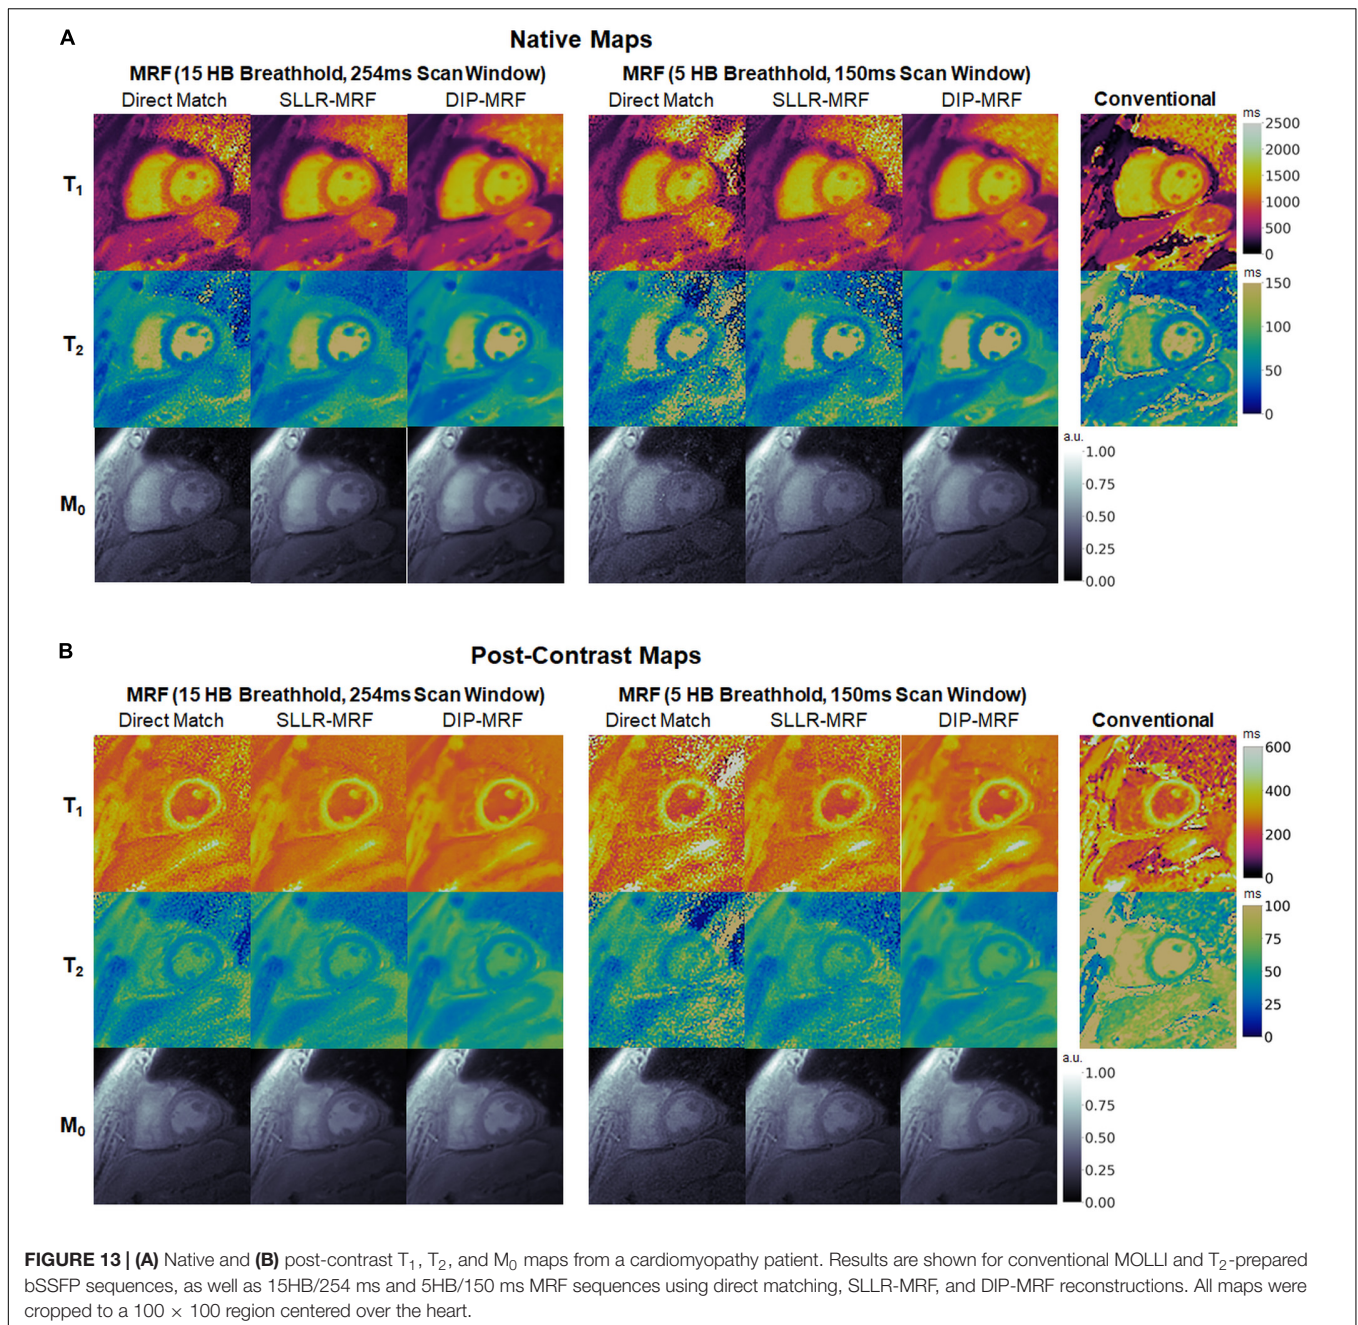 A
Native Maps
MRF (15 HB Breathhold, 254ms Scan Window)
MRF (5 HB Breathhold, 150ms Scan Window)
Direct Match
SLLR-MRF
DIP-MRF
Direct Match
SLLR-MRF
DIP-MRF
Conventional
T1
ms
2500
2000
1500
1000
500
0
T2
ms
150
100
50
0
M0
a.u.
1.00
0.75
0.50
0.25
0.00
B
Post-Contrast Maps
MRF (15 HB Breathhold, 254ms Scan Window)
MRF (5 HB Breathhold, 150ms Scan Window)
Direct Match
SLLR-MRF
DIP-MRF
Direct Match
SLLR-MRF
DIP-MRF
Conventional
T1
ms
600
400
200
0
T2
ms
100
75
50
25
0
M0
a.u.
1.00
0.75
0.50
0.25
0.00
FIGURE 13 | (A) Native and (B) post-contrast T1, T2, and M0 maps from a cardiomyopathy patient. Results are shown for conventional MOLLI and T2-prepared
bSSFP sequences, as well as 15HB/254 ms and 5HB/150 ms MRF sequences using direct matching, SLLR-MRF, and DIP-MRF reconstructions. All maps were
cropped to a 100 × 100 region centered over the heart.